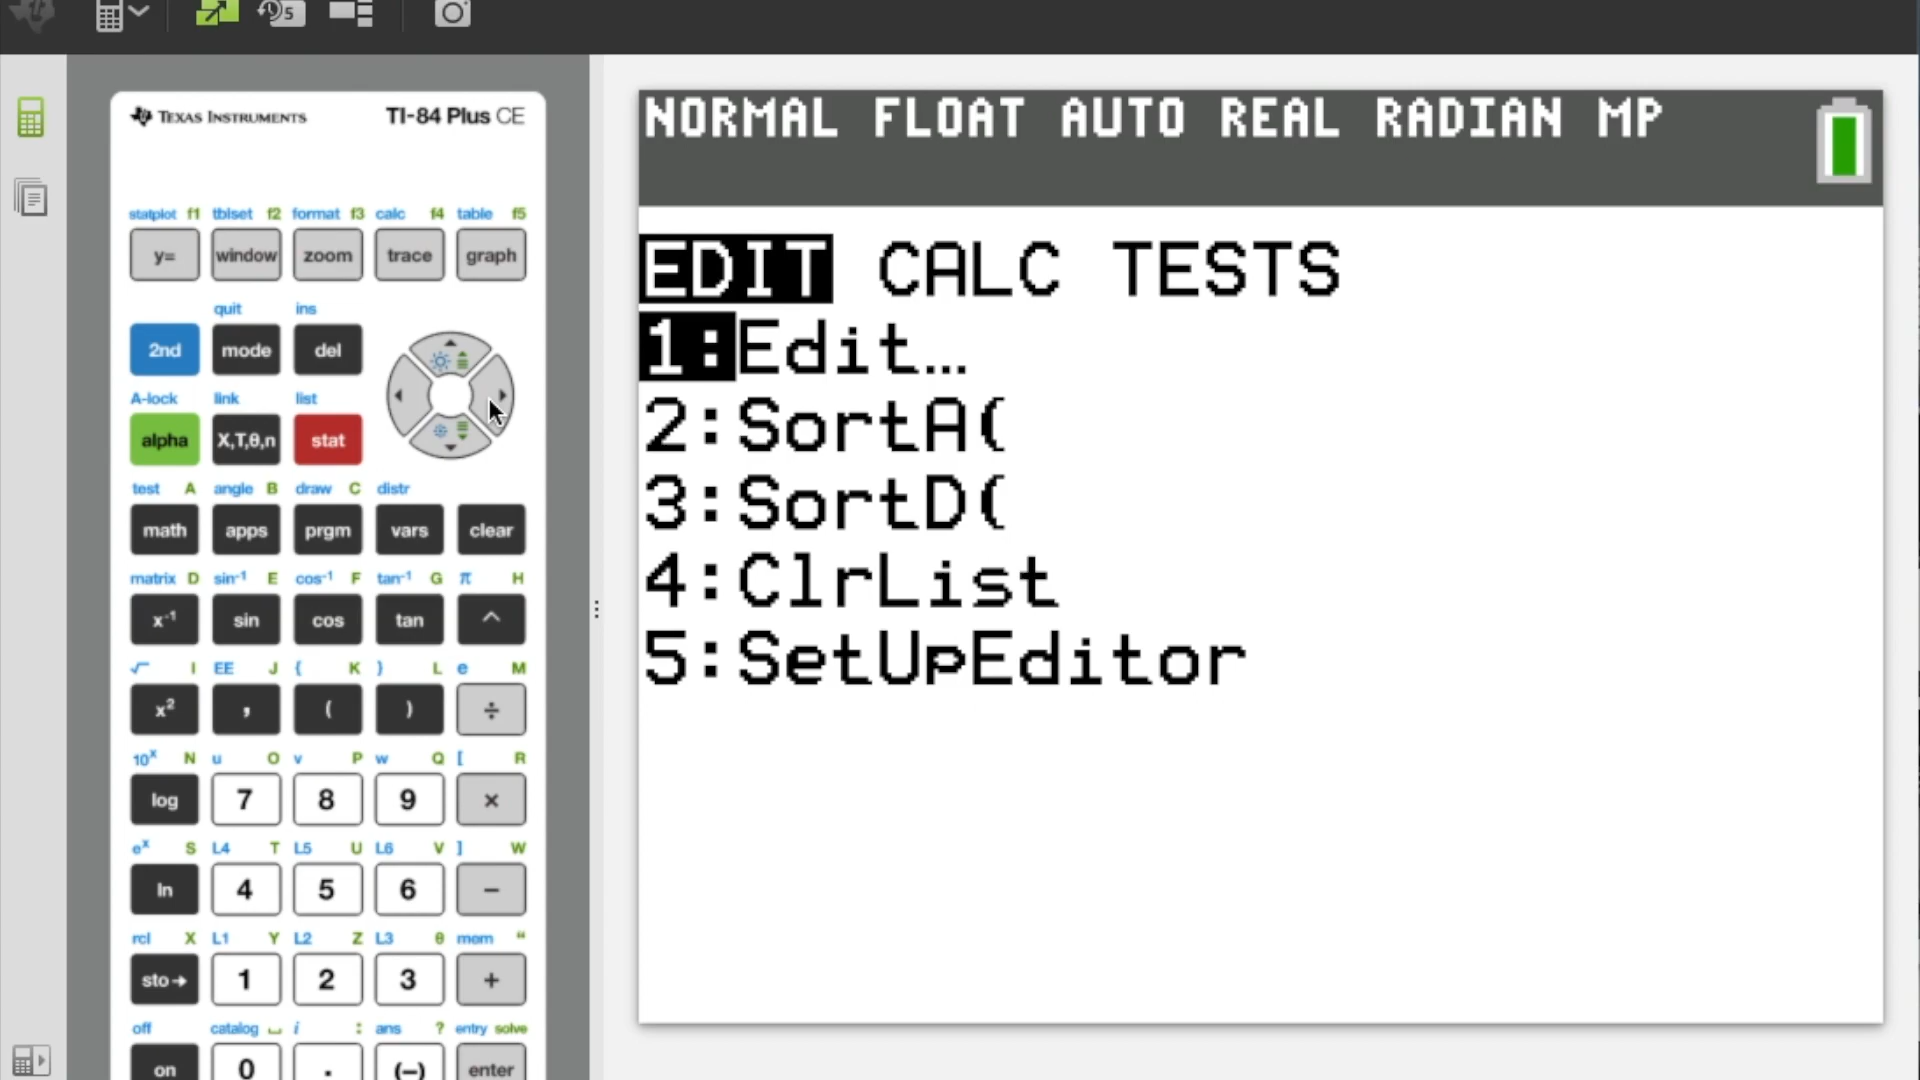 TEXAS INSTRUMENTS TI-84 Plus CE
statplot f1 tblset f2 format f3 calc f4 table f5
y= window zoom trace graph
quit ins
2nd mode del
A-lock link list
alpha X,T,θ,n stat
test A angle B draw C distr
math apps prgm vars clear
matrix D sin⁻¹ E cos⁻¹ F tan⁻¹ G π H
x⁻¹ sin cos tan ^
√ I EE J { K } L e M
x² , ( ) ÷
10ˣ N u O v P w Q [ R
log 7 8 9 ×
eˣ S L4 T L5 U L6 V ] W
ln 4 5 6 −
rcl X L1 Y L2 Z L3 θ mem "
sto→ 1 2 3 +
off catalog ⎵ i : ans ? entry solve
on 0 . (−) enter
NORMAL FLOAT AUTO REAL RADIAN MP
EDIT CALC TESTS
1:Edit…
2:SortA(
3:SortD(
4:ClrList
5:SetUpEditor
5